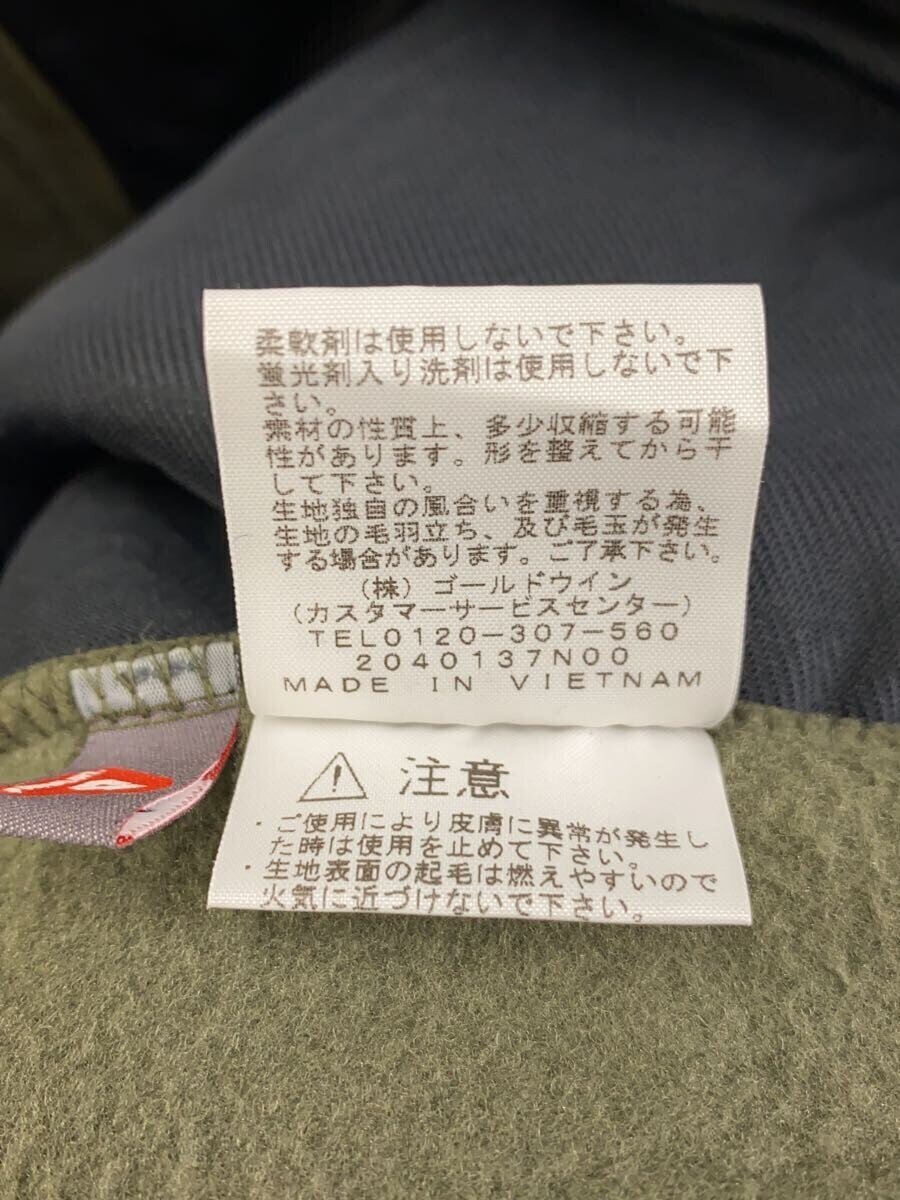 柔軟剤は使用しないで下さい。
蛍光剤入り洗剤は使用しないで下
さい。
素材の性質上、多少収縮する可能
性があります。形を整えてから干
して下さい。
生地独自の風合いを重視する為、
生地の毛羽立ち、及び毛玉が発生
する場合があります。ご了承下さい。
(株)ゴールドウイン
(カスタマーサービスセンター)
TEL0120-307-560
2040137N00
MADE IN VIETNAM
注意
・ご使用により皮膚に異常が発生し
た時は使用を止めて下さい。
・生地表面の起毛は燃えやすいので
火気に近づけないで下さい。